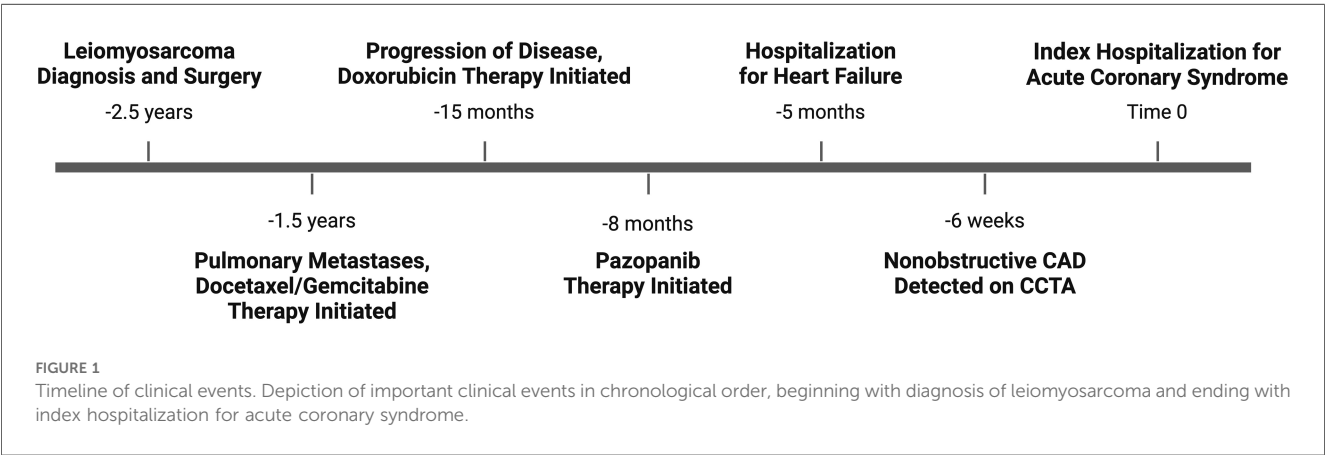 Leiomyosarcoma
Diagnosis and Surgery
-2.5 years
Progression of Disease,
Doxorubicin Therapy Initiated
-15 months
Hospitalization
for Heart Failure
-5 months
Index Hospitalization for
Acute Coronary Syndrome
Time 0
-1.5 years
Pulmonary Metastases,
Docetaxel/Gemcitabine
Therapy Initiated
-8 months
Pazopanib
Therapy Initiated
-6 weeks
Nonobstructive CAD
Detected on CCTA
FIGURE 1
Timeline of clinical events. Depiction of important clinical events in chronological order, beginning with diagnosis of leiomyosarcoma and ending with
index hospitalization for acute coronary syndrome.